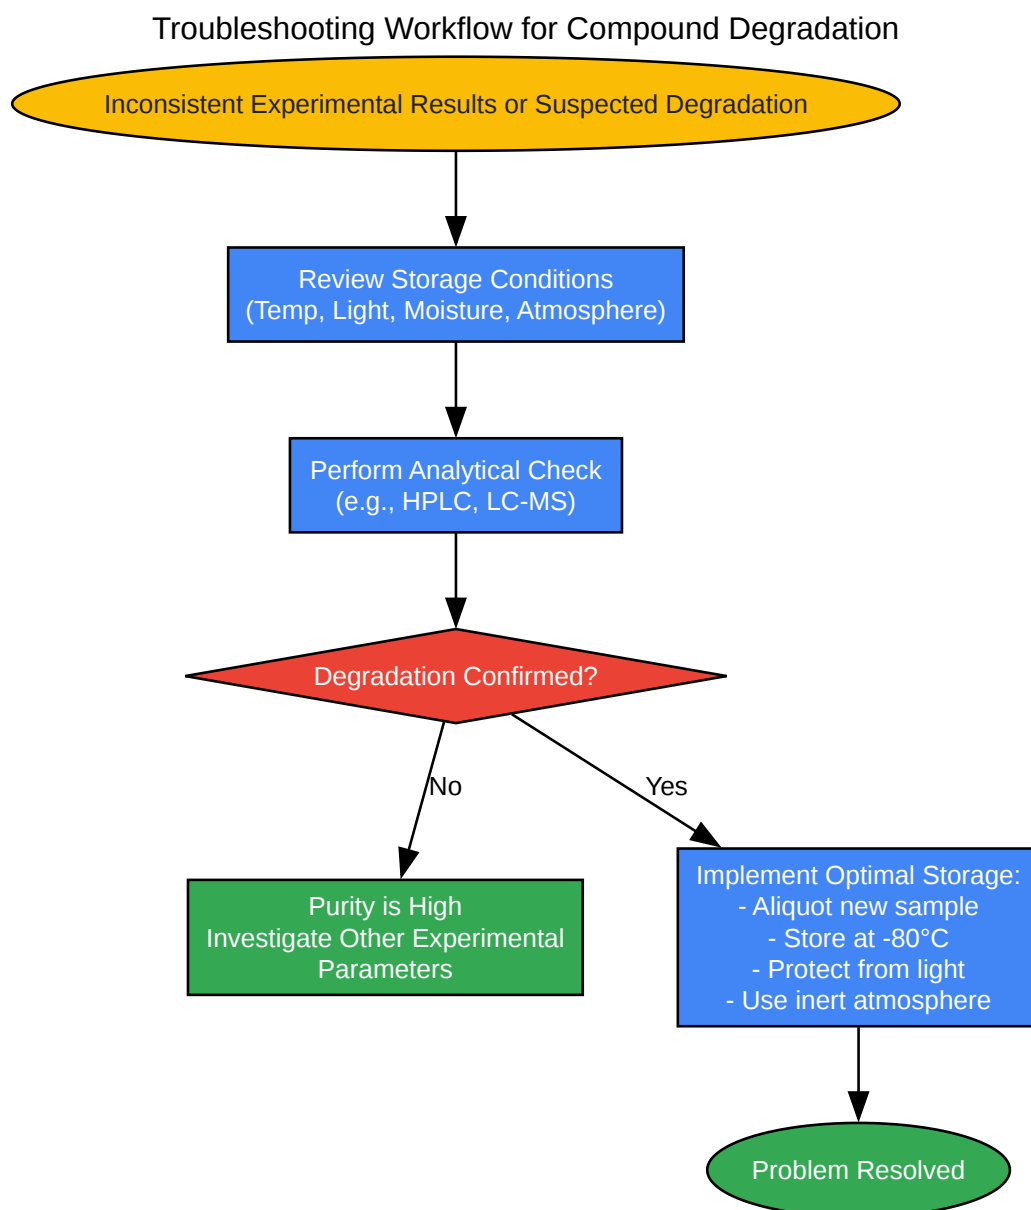 Troubleshooting Workflow for Compound Degradation
Inconsistent Experimental Results or Suspected Degradation
Review Storage Conditions
(Temp, Light, Moisture, Atmosphere)
Perform Analytical Check
(e.g., HPLC, LC-MS)
Degradation Confirmed?
No
Yes
Purity is High
Investigate Other Experimental
Parameters
Implement Optimal Storage:
- Aliquot new sample
- Store at -80°C
- Protect from light
- Use inert atmosphere
Problem Resolved